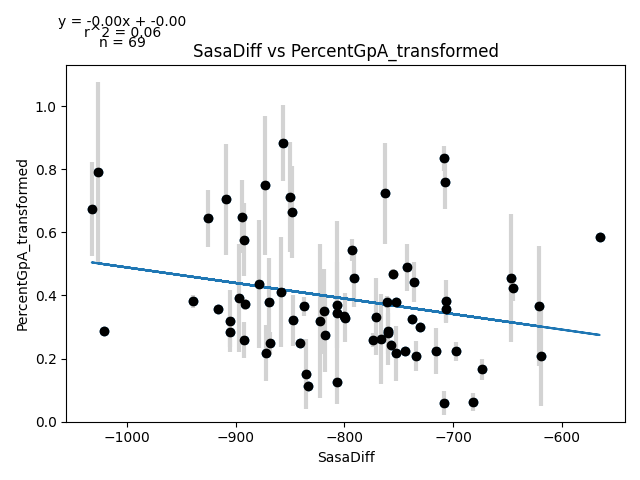 y = -0.00x + -0.00
r^2 = 0.06
n = 69
SasaDiff vs PercentGpA_transformed
PercentGpA_transformed
1.0
0.8
0.6
0.4
0.2
0.0
−1000 −900 −800 −700 −600
SasaDiff